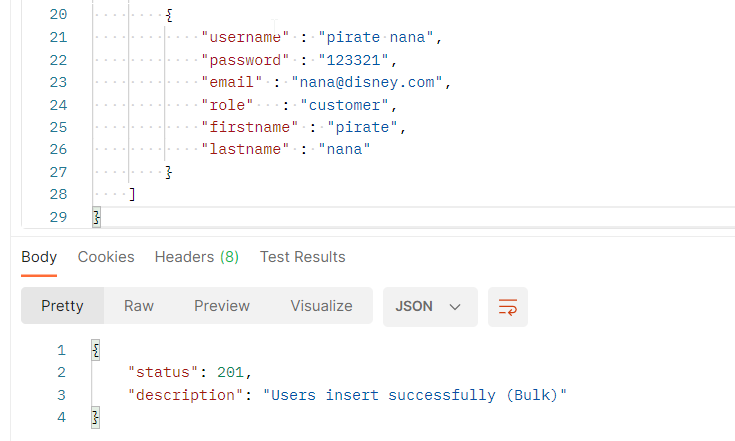 20 {
21 "username" : "pirate nana",
22 "password" : "123321",
23 "email" : "nana@disney.com",
24 "role" : "customer",
25 "firstname" : "pirate",
26 "lastname" : "nana"
27 }
28 ]
29 }
Body Cookies Headers (8) Test Results
Pretty Raw Preview Visualize JSON
1 {
2 "status": 201,
3 "description": "Users insert successfully (Bulk)"
4 }